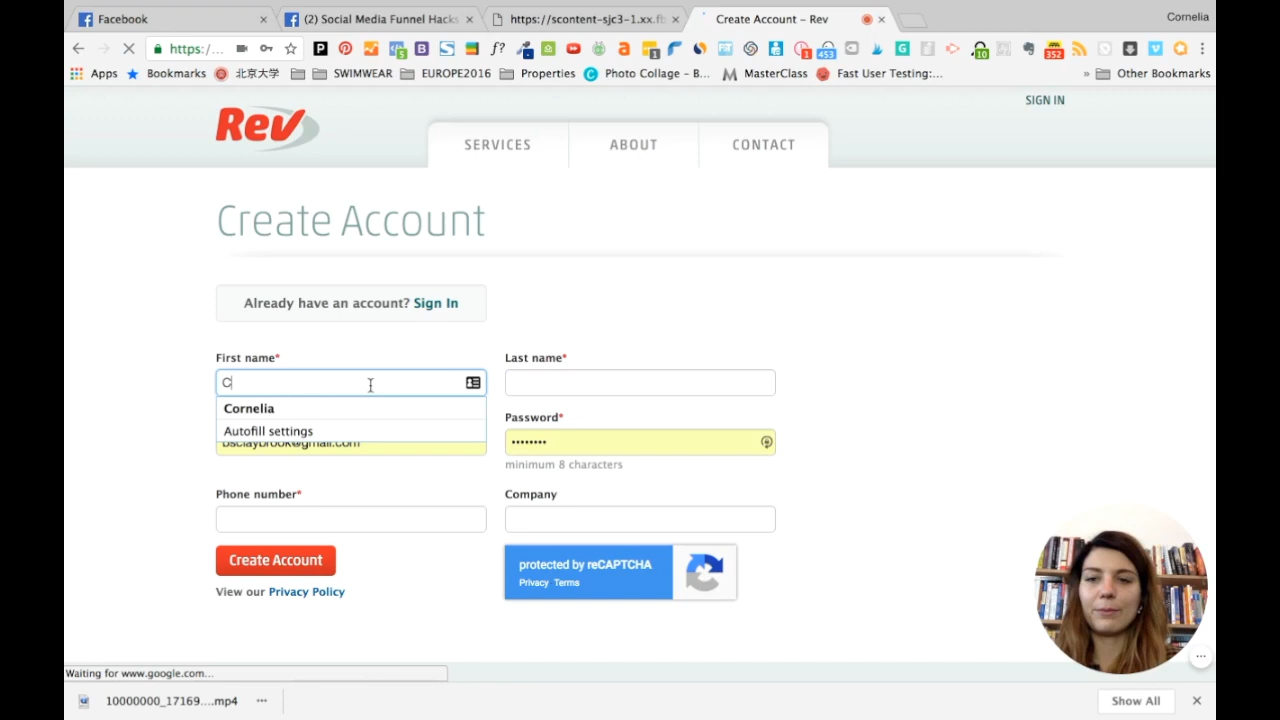 Facebook
(2) Social Media Funnel Hacks
https://scontent-sjc3-1.xx.fb
Create Account – Rev
Cornelia
https:/...
Apps
Bookmarks
北京大学
SWIMWEAR
EUROPE2016
Properties
Photo Collage - B...
MasterClass
Fast User Testing:...
»
Other Bookmarks
SIGN IN
Rev
SERVICES
ABOUT
CONTACT
Create Account
Already have an account? Sign In
First name*
Last name*
C
Cornelia
Autofill settings
Password*
bsclaybrook@gmail.com
minimum 8 characters
Phone number*
Company
Create Account
protected by reCAPTCHA
Privacy Terms
View our Privacy Policy
Waiting for www.google.com...
10000000_17169....mp4
Show All